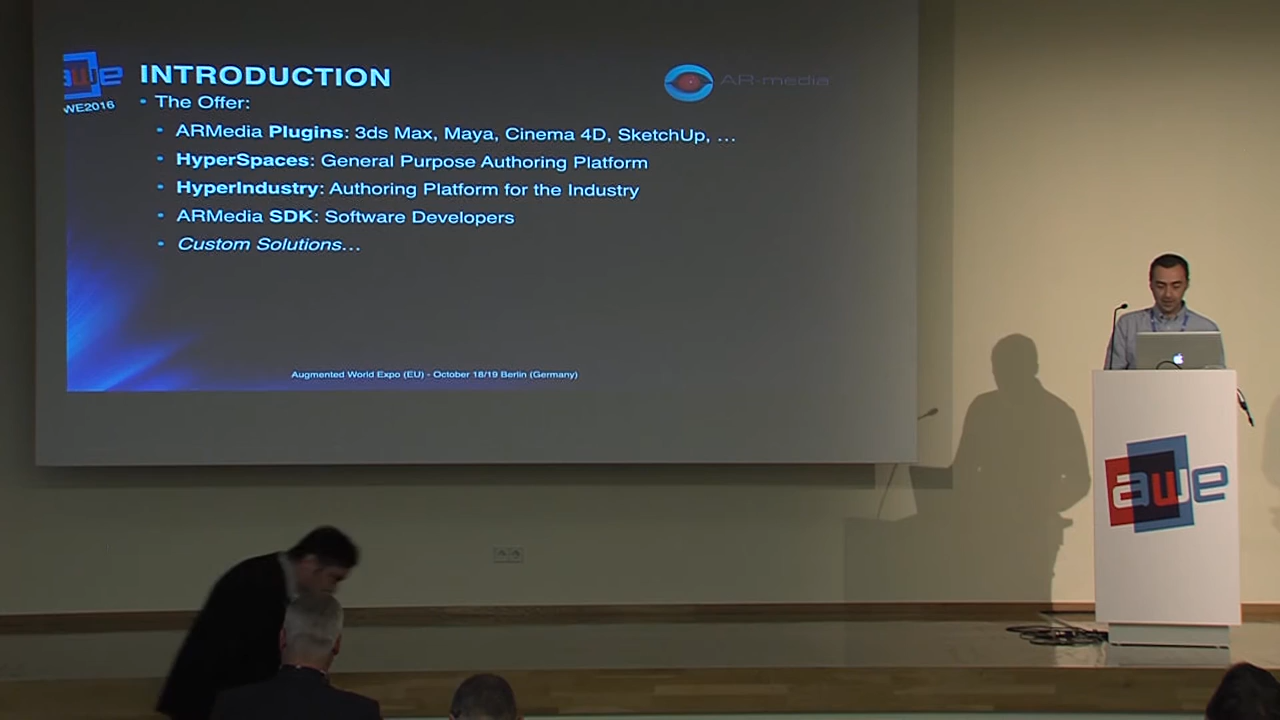 awe
AWE2016
INTRODUCTION
AR-media
• The Offer:
• ARMedia Plugins: 3ds Max, Maya, Cinema 4D, SketchUp, …
• HyperSpaces: General Purpose Authoring Platform
• HyperIndustry: Authoring Platform for the Industry
• ARMedia SDK: Software Developers
• Custom Solutions…
Augmented World Expo (EU) - October 18/19 Berlin (Germany)
awe